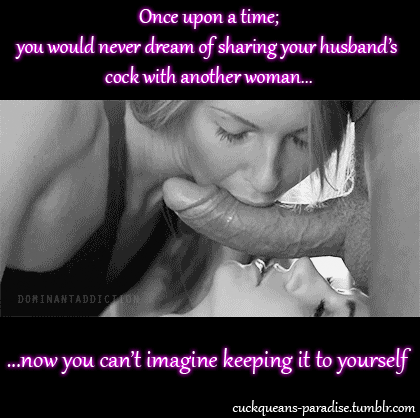 Once upon a time;
you would never dream of sharing your husband's
cock with another woman...
DOMINANTADDICTION
...now you can't imagine keeping it to yourself
cuckqueans-paradise.tumblr.com